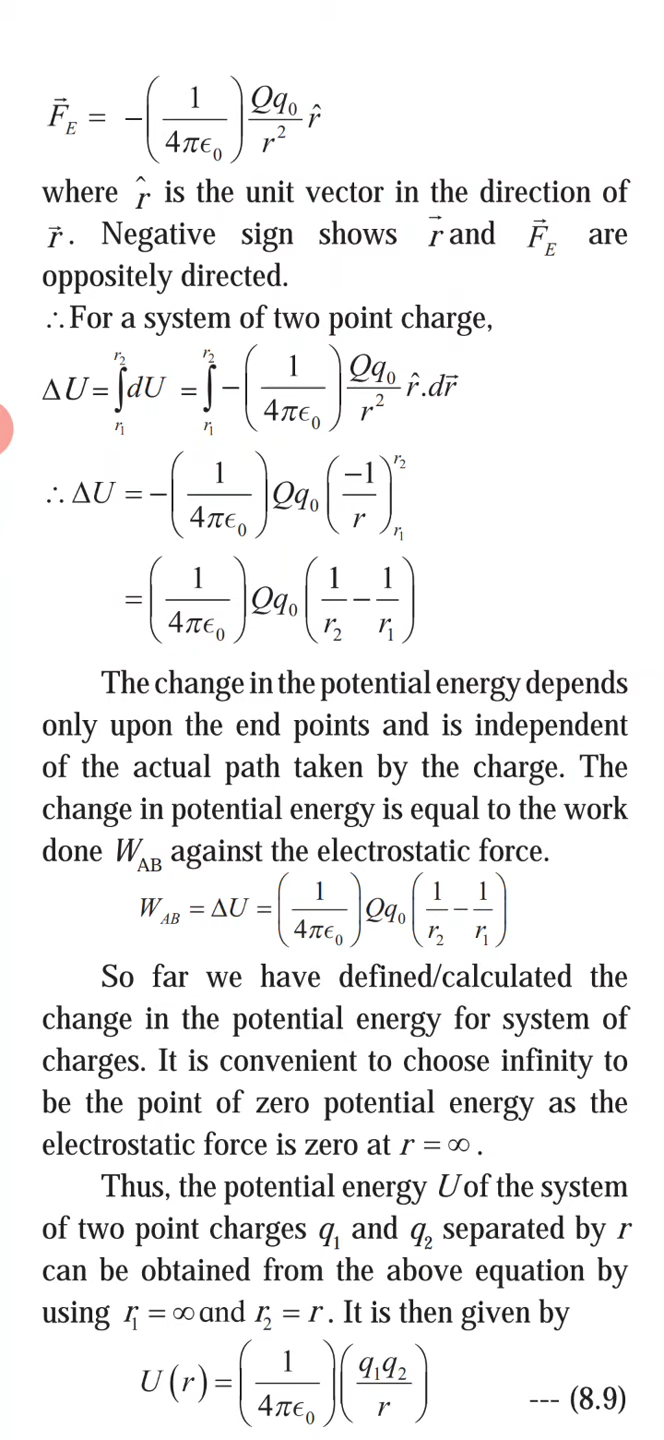 F⃗_E = −(1/4πϵ₀) Qq₀/r² r̂
where r̂ is the unit vector in the direction of
r⃗. Negative sign shows r⃗ and F⃗_E are
oppositely directed.
∴For a system of two point charge,
ΔU = ∫_{r₁}^{r₂} dU = ∫_{r₁}^{r₂} −(1/4πϵ₀) Qq₀/r² r̂.dr⃗
∴ ΔU = −(1/4πϵ₀) Qq₀ (−1/r)_{r₁}^{r₂}
= (1/4πϵ₀) Qq₀ (1/r₂ − 1/r₁)
The change in the potential energy depends
only upon the end points and is independent
of the actual path taken by the charge. The
change in potential energy is equal to the work
done W_AB against the electrostatic force.
W_AB = ΔU = (1/4πϵ₀) Qq₀ (1/r₂ − 1/r₁)
So far we have defined/calculated the
change in the potential energy for system of
charges. It is convenient to choose infinity to
be the point of zero potential energy as the
electrostatic force is zero at r = ∞ .
Thus, the potential energy U of the system
of two point charges q₁ and q₂ separated by r
can be obtained from the above equation by
using r₁ = ∞ and r₂ = r . It is then given by
U(r) = (1/4πϵ₀) (q₁q₂/r) --- (8.9)